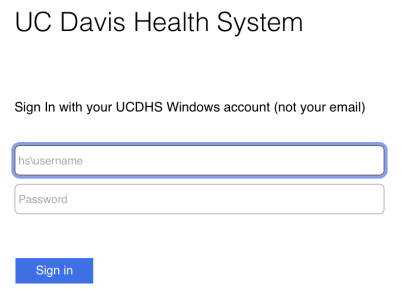 UC Davis Health System
Sign In with your UCDHS Windows account (not your email)
hs\username
Password
Sign in